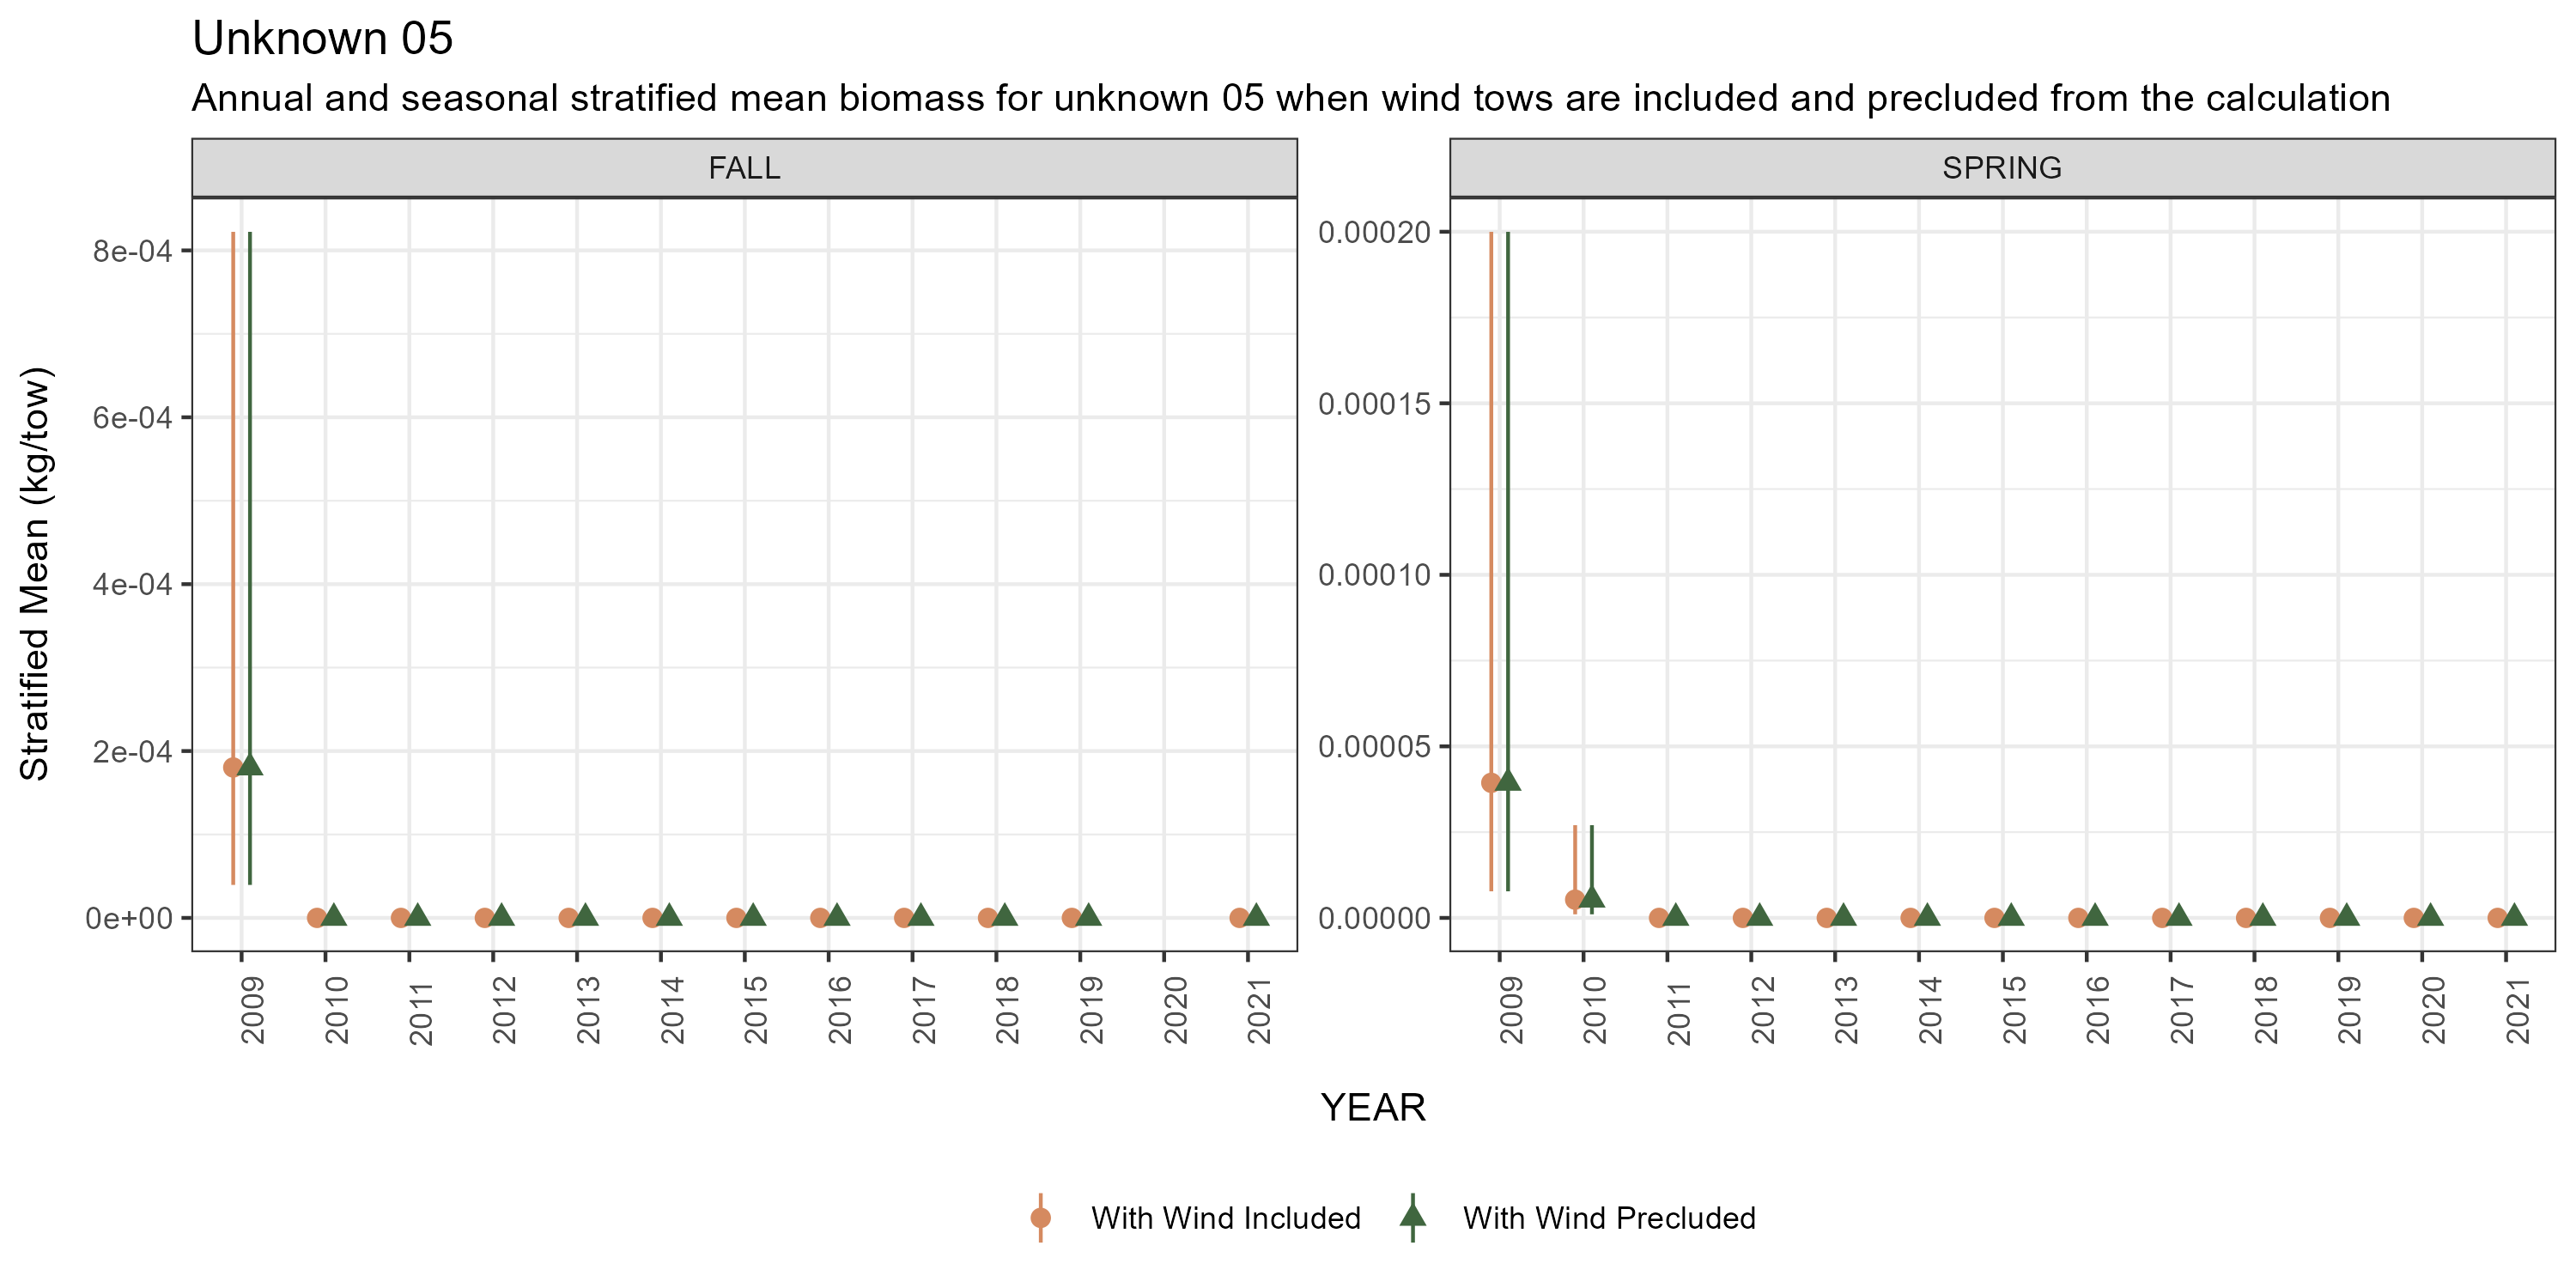 Unknown 05
Annual and seasonal stratified mean biomass for unknown 05 when wind tows are included and precluded from the calculation
FALL
SPRING
Stratified Mean (kg/tow)
8e-04
6e-04
4e-04
2e-04
0e+00
0.00020
0.00015
0.00010
0.00005
0.00000
2009 2010 2011 2012 2013 2014 2015 2016 2017 2018 2019 2020 2021
2009 2010 2011 2012 2013 2014 2015 2016 2017 2018 2019 2020 2021
YEAR
With Wind Included
With Wind Precluded